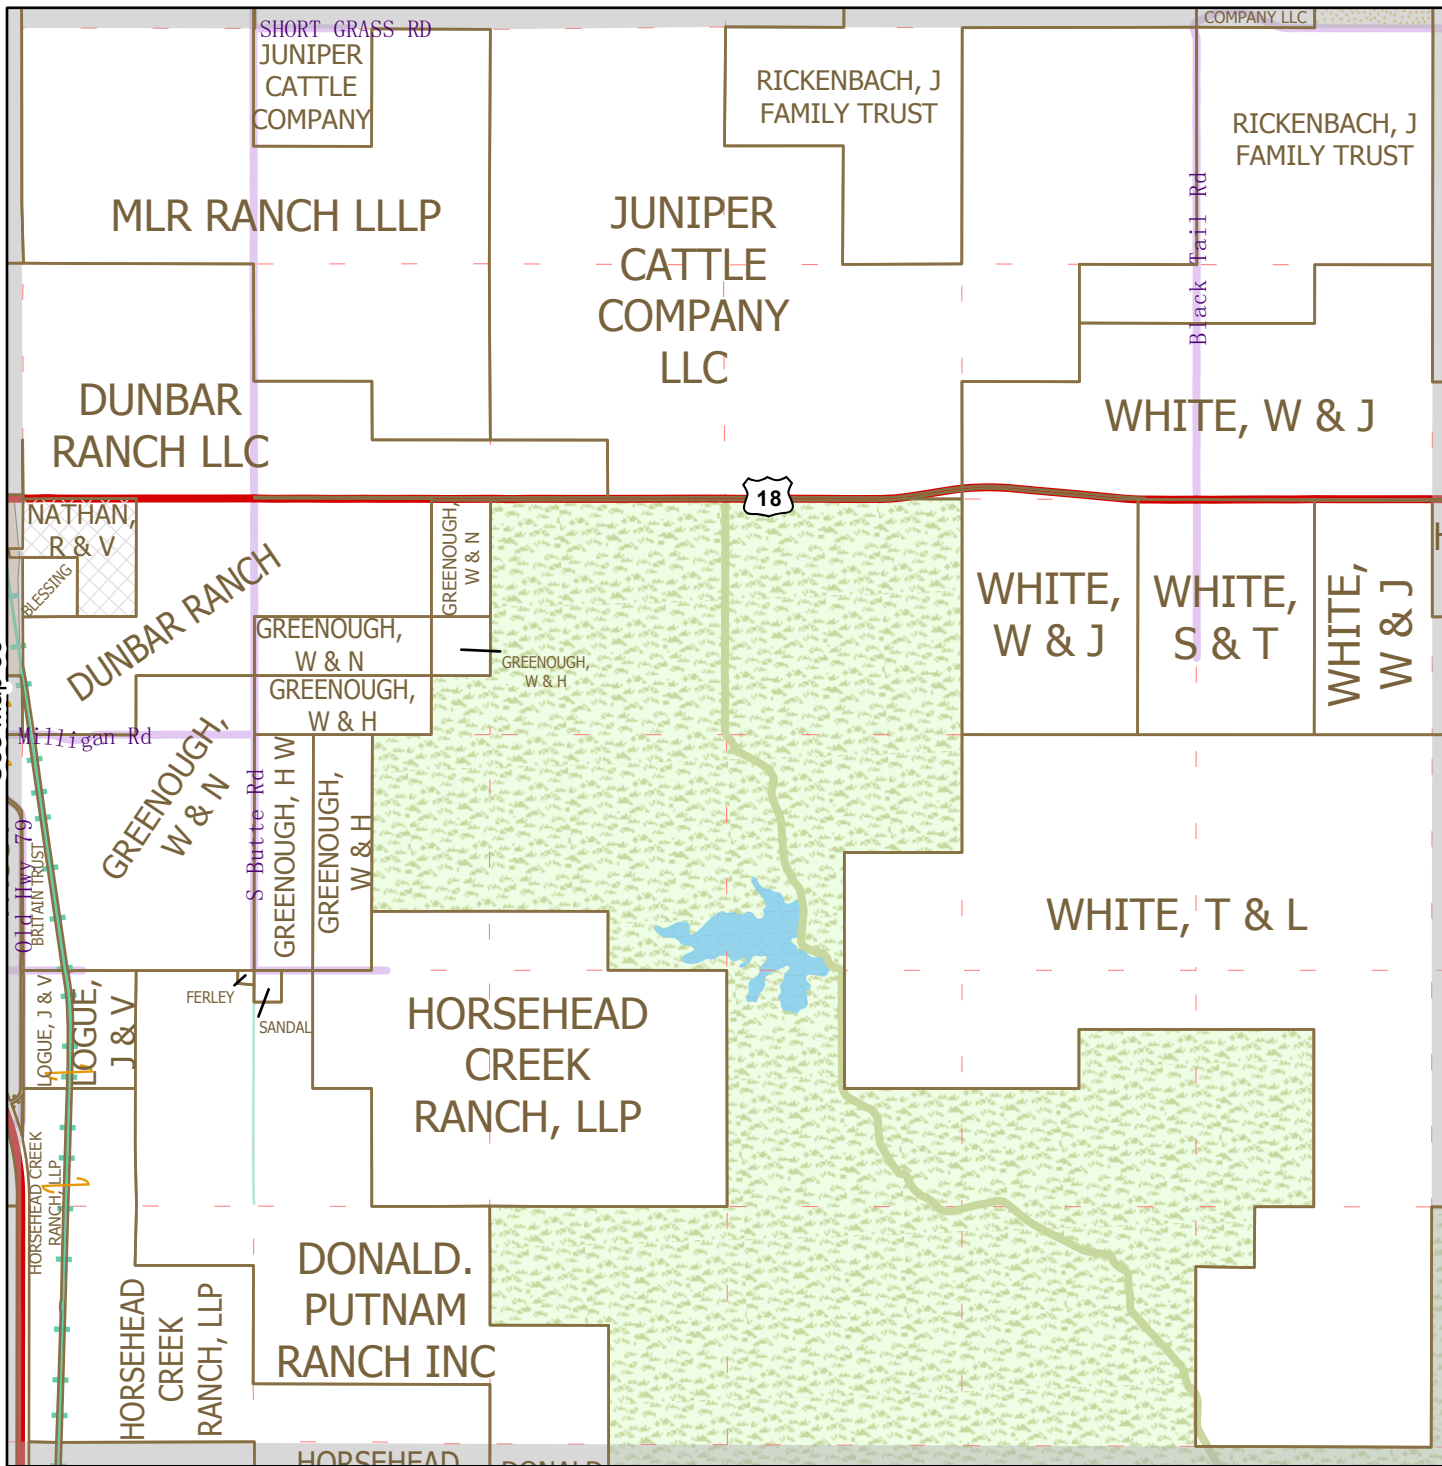 COMPANY LLC
SHORT GRASS RD
JUNIPER
CATTLE
COMPANY
RICKENBACH, J
FAMILY TRUST
RICKENBACH, J
FAMILY TRUST
MLR RANCH LLLP
JUNIPER
CATTLE
COMPANY
LLC
Black Tail Rd
DUNBAR
RANCH LLC
WHITE, W & J
18
NATHAN,
R & V
BLESSING
DUNBAR RANCH
GREENOUGH,
W & N
GREENOUGH,
W & N
GREENOUGH,
W & H
GREENOUGH,
W & H
WHITE,
W & J
WHITE,
S & T
WHITE,
W & J
Milligan Rd
GREENOUGH,
W & N
S Butte Rd
GREENOUGH, H W
GREENOUGH,
W & H
Old Hwy 79
BRITAIN TRUST
WHITE, T & L
LOGUE, J & V
LOGUE,
J & V
FERLEY
SANDAL
HORSEHEAD
CREEK
RANCH, LLP
HORSEHEAD CREEK
RANCH, LLP
HORSEHEAD
CREEK
RANCH, LLP
DONALD.
PUTNAM
RANCH INC
HORSEHEAD
DONALD